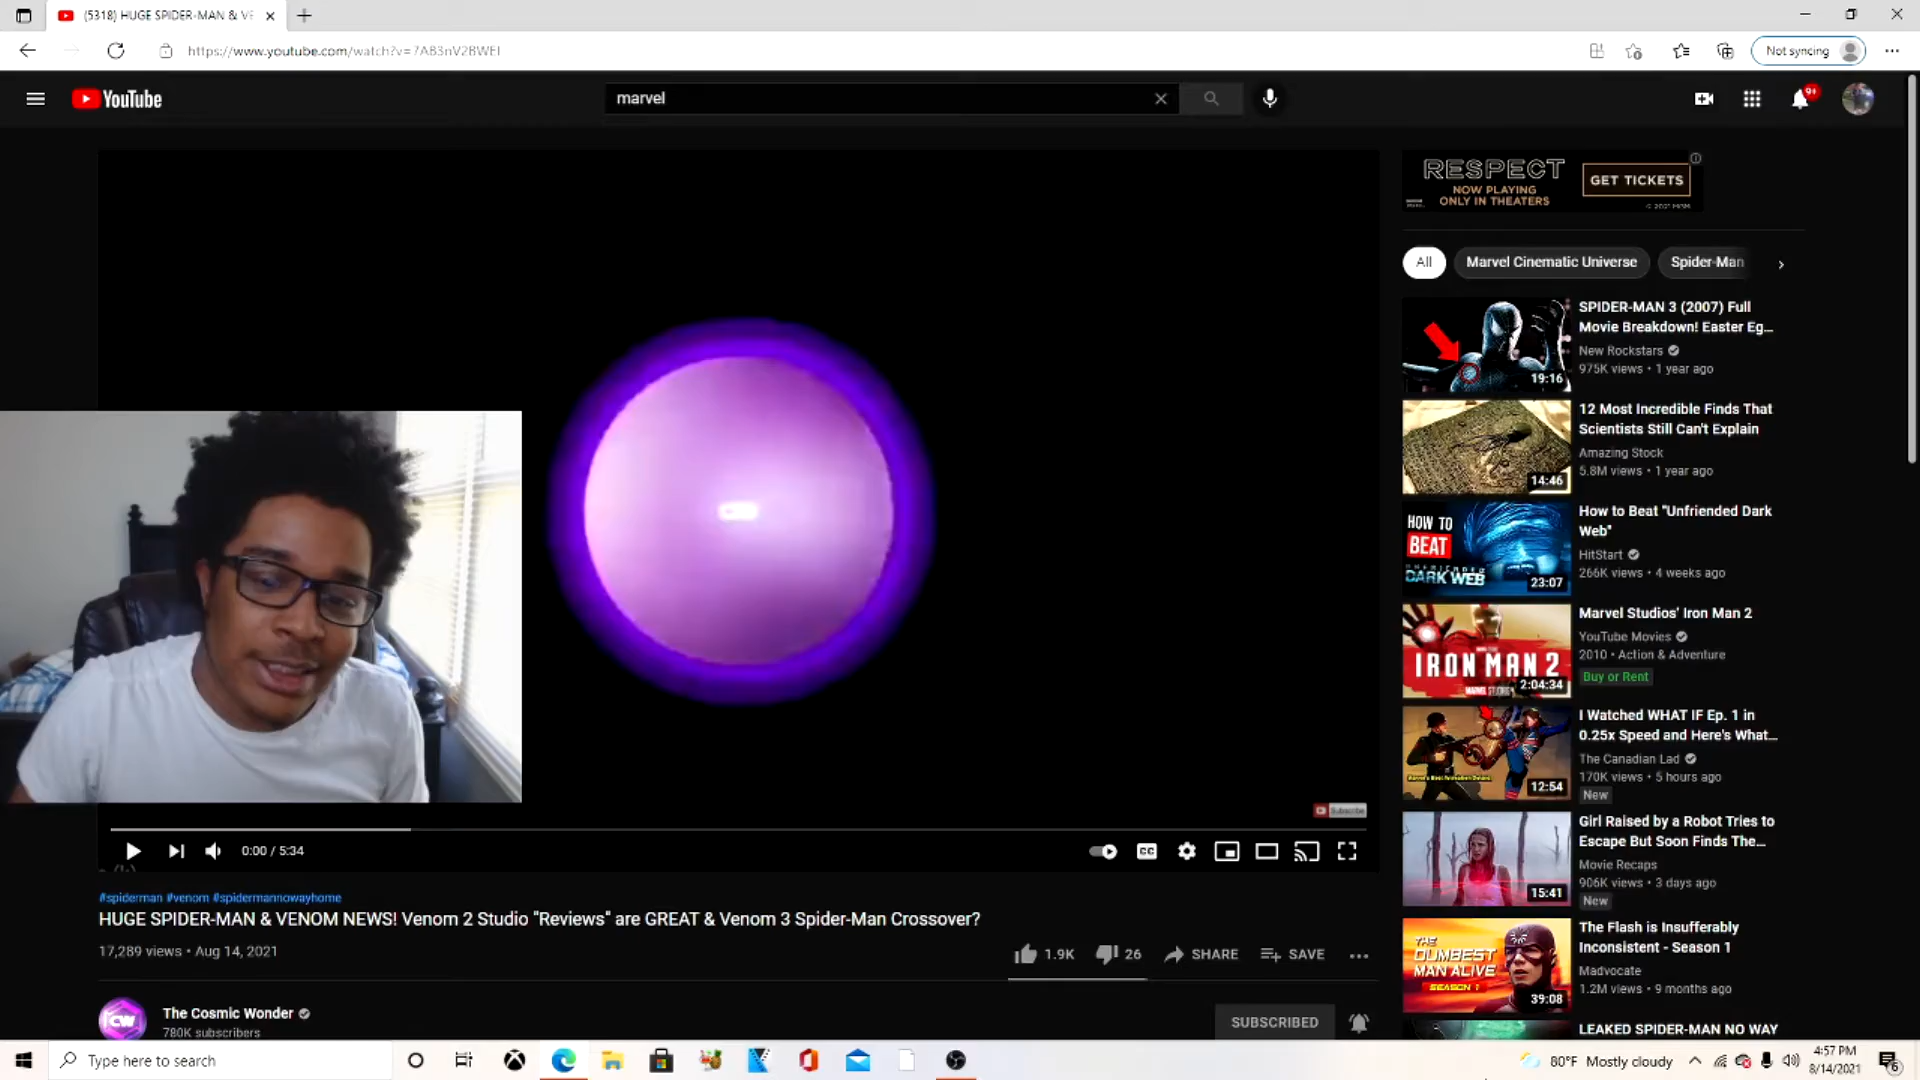 (5318) HUGE SPIDER-MAN & VE
https://www.youtube.com/watch?v=7AB3nV2BWEI
Not syncing
YouTube
marvel
9+
RESPECT
NOW PLAYING
ONLY IN THEATERS
GET TICKETS
All
Marvel Cinematic Universe
Spider-Man
SPIDER-MAN 3 (2007) Full
Movie Breakdown! Easter Eg...
New Rockstars
975K views • 1 year ago
19:16
12 Most Incredible Finds That
Scientists Still Can't Explain
Amazing Stock
5.8M views • 1 year ago
14:46
HOW TO
BEAT
DARK WEB
23:07
How to Beat "Unfriended Dark
Web"
HitStart
266K views • 4 weeks ago
IRON MAN 2
2:04:34
Marvel Studios' Iron Man 2
YouTube Movies
2010 • Action & Adventure
Buy or Rent
I Watched WHAT IF Ep. 1 in
0.25x Speed and Here's What...
The Canadian Lad
170K views • 5 hours ago
New
12:54
Girl Raised by a Robot Tries to
Escape But Soon Finds The...
Movie Recaps
906K views • 3 days ago
New
15:41
THE
DUMBEST
MAN ALIVE
SEASON 1
39:08
The Flash is Insufferably
Inconsistent - Season 1
Madvocate
1.2M views • 9 months ago
LEAKED SPIDER-MAN NO WAY
Subscribe
0:00 / 5:34
CC
#spiderman #venom #spidermannowayhome
HUGE SPIDER-MAN & VENOM NEWS! Venom 2 Studio "Reviews" are GREAT & Venom 3 Spider-Man Crossover?
17,289 views • Aug 14, 2021
1.9K
26
SHARE
SAVE
CW
The Cosmic Wonder
780K subscribers
SUBSCRIBED
Type here to search
80°F Mostly cloudy
4:57 PM
8/14/2021
6